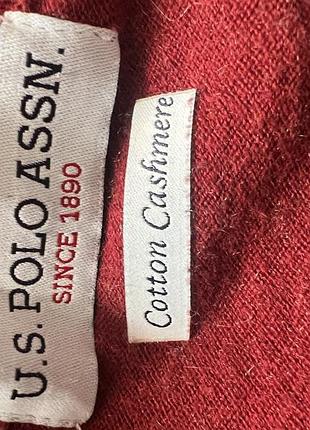 U.S. POLO ASSN.
SINCE 1890
Cotton Cashmere